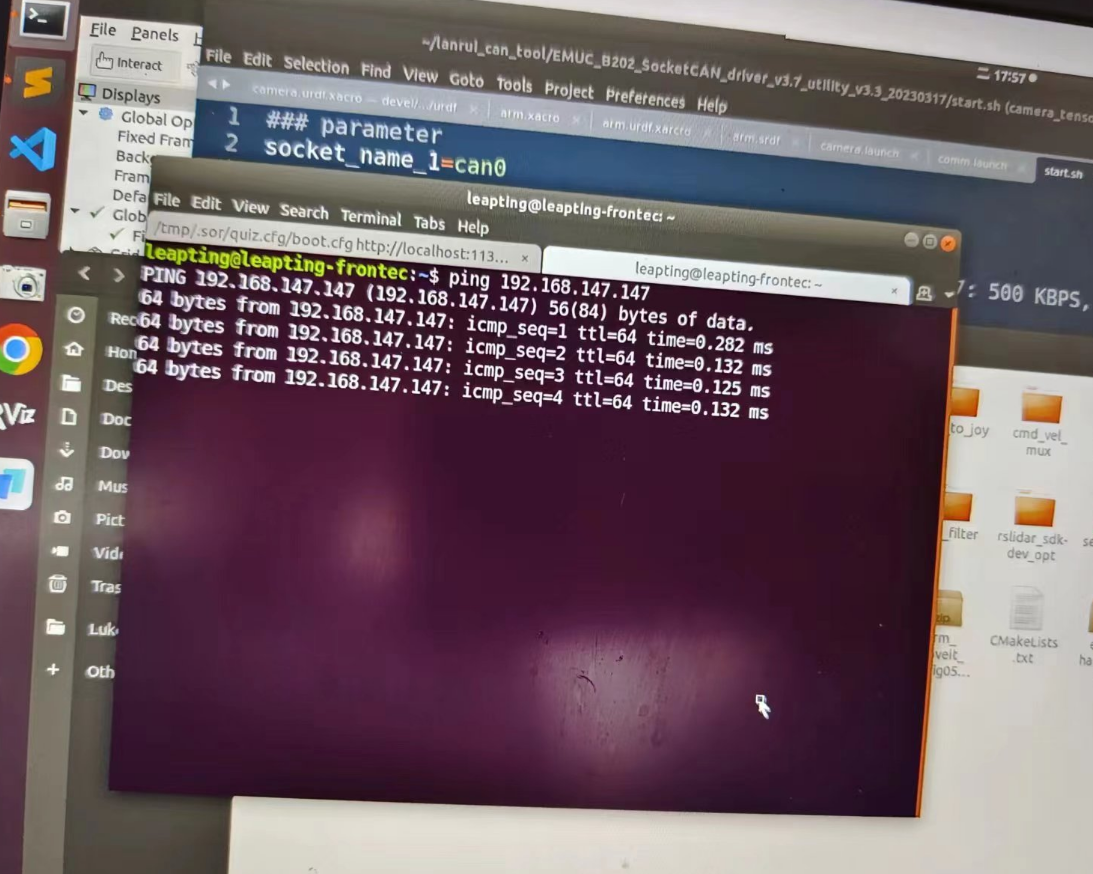 File Panels
Interact
Displays
Global Op
Fixed Fram
Back
Fram
Defa
Glob
~/lanrul_can_tool/EMUC_B202_SocketCAN_driver_v3.7_utility_v3.3_20230317/start.sh (camera_tenso
17:57
File Edit Selection Find View Goto Tools Project Preferences Help
camera.urdf.xacro — devel/.../urdf
arm.xacro
arm.urdf.xarcro
arm.srdf
camera.launch
comm.launch
start.sh
1 ### parameter
2 socket_name_1=can0
7: 500 KBPS,
leapting@leapting-frontec: ~
File Edit View Search Terminal Tabs Help
/tmp/.sor/quiz.cfg/boot.cfg http://localhost:113...
leapting@leapting-frontec: ~
leapting@leapting-frontec:~$ ping 192.168.147.147
PING 192.168.147.147 (192.168.147.147) 56(84) bytes of data.
64 bytes from 192.168.147.147: icmp_seq=1 ttl=64 time=0.282 ms
64 bytes from 192.168.147.147: icmp_seq=2 ttl=64 time=0.132 ms
64 bytes from 192.168.147.147: icmp_seq=3 ttl=64 time=0.125 ms
64 bytes from 192.168.147.147: icmp_seq=4 ttl=64 time=0.132 ms
Rec
Hon
Des
Doc
Dow
Mus
Pict
Vide
Tras
Luk
+ Oth
RViz
to_joy
cmd_vel_
mux
_filter
rslidar_sdk-
dev_opt
rm_
veit_
ig05...
CMakeLists
.txt